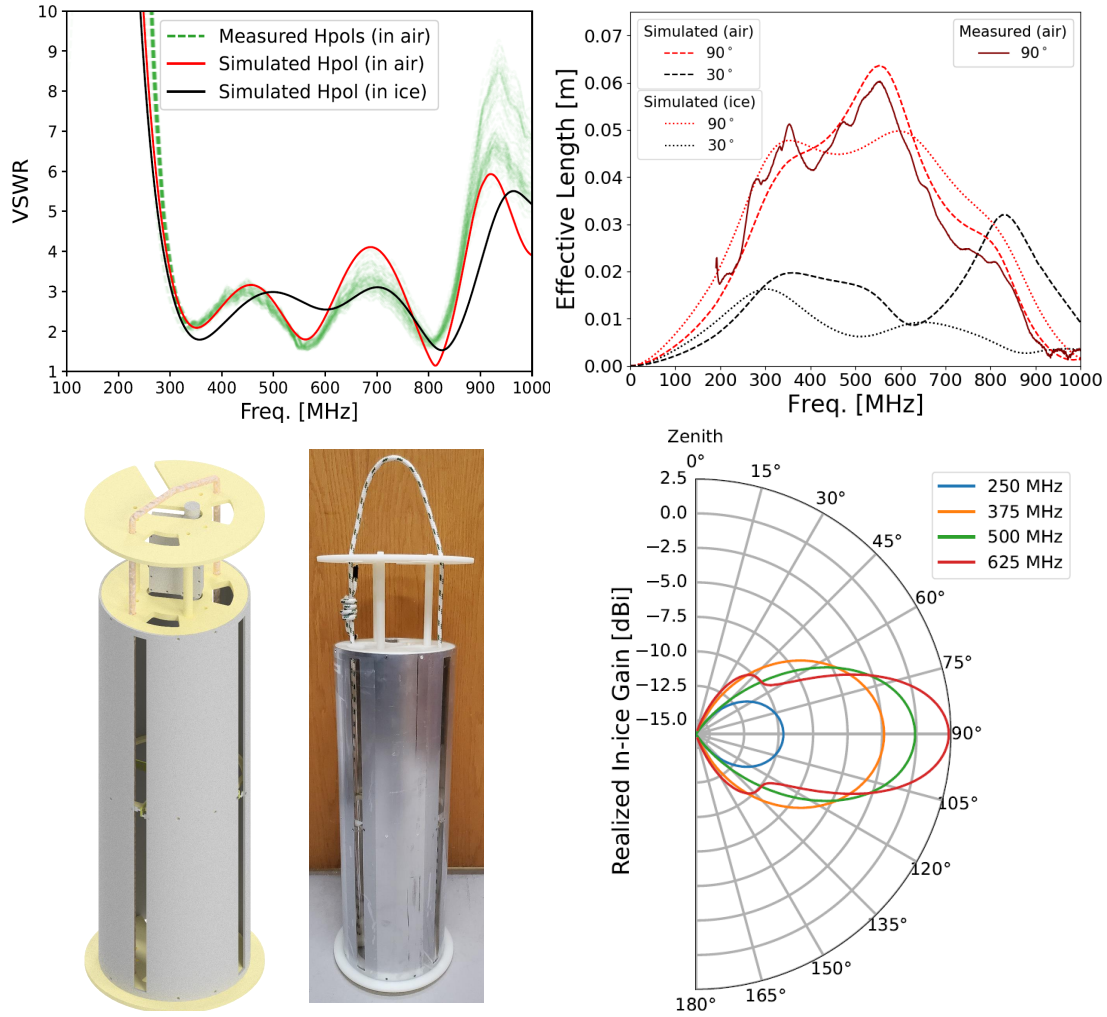 10
9
8
7
6
5
4
3
2
1
VSWR
Measured Hpols (in air)
Simulated Hpol (in air)
Simulated Hpol (in ice)
100 200 300 400 500 600 700 800 900 1000
Freq. [MHz]
0.07
0.06
0.05
0.04
0.03
0.02
0.01
0.00
Effective Length [m]
Simulated (air)
90°
30°
Simulated (ice)
90°
30°
Measured (air)
90°
0 100 200 300 400 500 600 700 800 900 1000
Freq. [MHz]
Zenith
0°
15°
30°
45°
60°
75°
90°
105°
120°
135°
150°
165°
180°
2.5
0.0
−2.5
−5.0
−7.5
−10.0
−12.5
−15.0
Realized In-ice Gain [dBi]
250 MHz
375 MHz
500 MHz
625 MHz